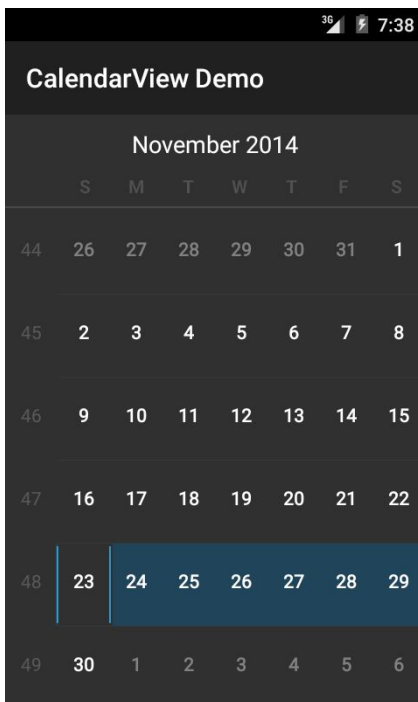 3G 7:38
CalendarView Demo
November 2014
S M T W T F S
44 26 27 28 29 30 31 1
45 2 3 4 5 6 7 8
46 9 10 11 12 13 14 15
47 16 17 18 19 20 21 22
48 23 24 25 26 27 28 29
49 30 1 2 3 4 5 6